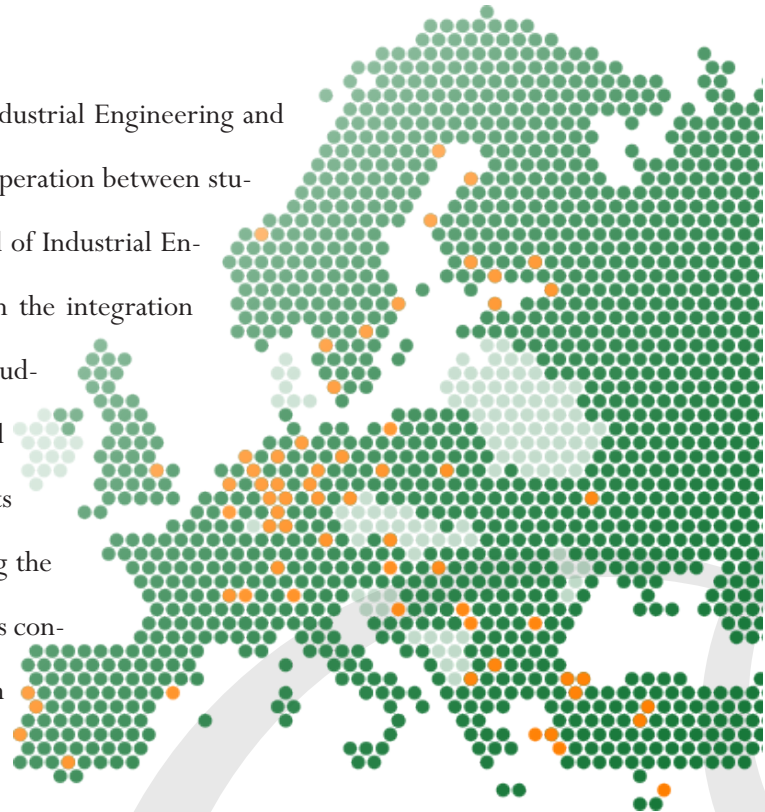 dustrial Engineering and
peration between stu-
of Industrial En-
the integration
ud-
g the
s con-